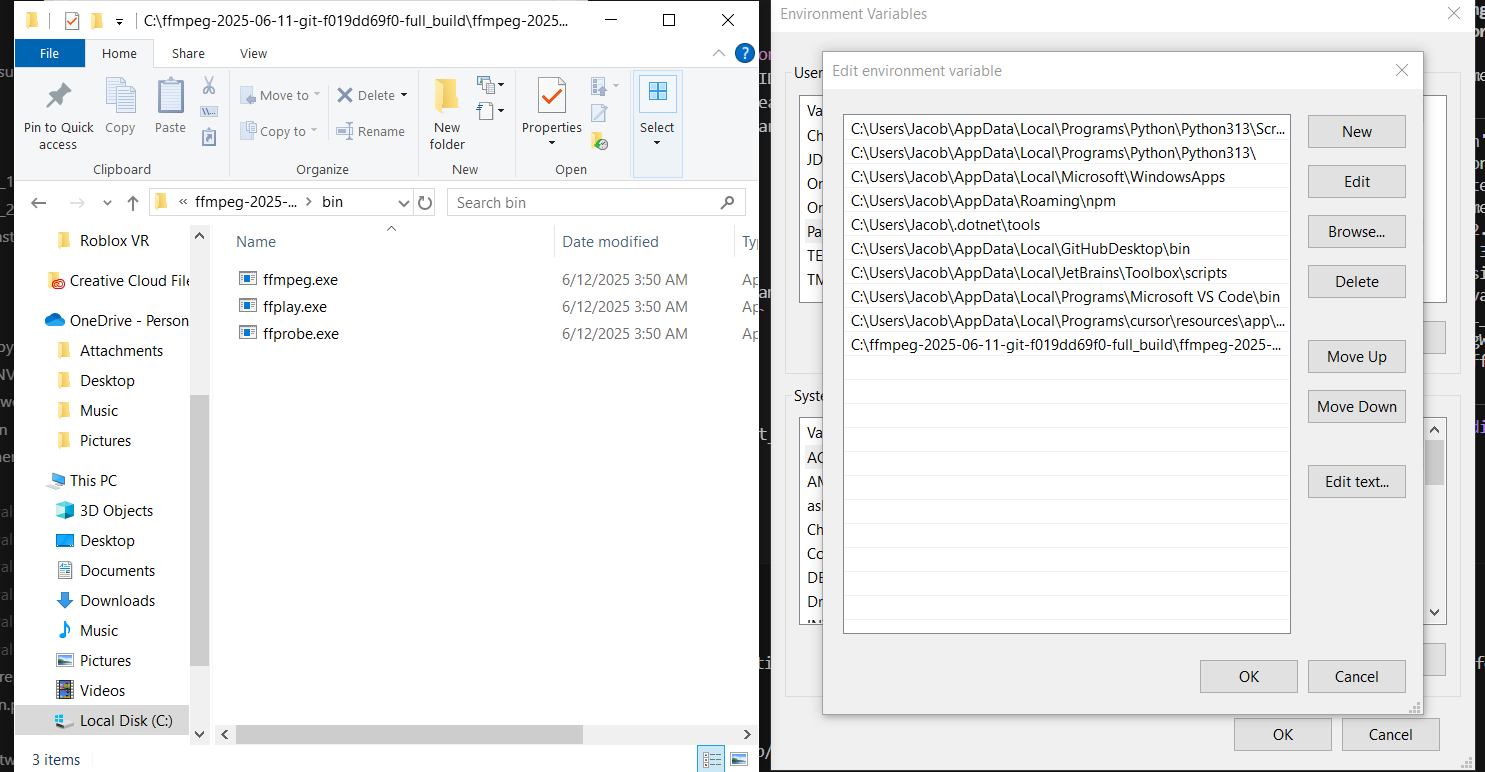 C:\ffmpeg-2025-06-11-git-f019dd69f0-full_build\ffmpeg-2025...
File
Home
Share
View
Pin to Quick access
Copy
Paste
Move to
Copy to
Delete
Rename
New folder
Properties
Select
Clipboard
Organize
New
Open
« ffmpeg-2025-... > bin
Search bin
Roblox VR
Creative Cloud File
OneDrive - Person
Attachments
Desktop
Music
Pictures
This PC
3D Objects
Desktop
Documents
Downloads
Music
Pictures
Videos
Local Disk (C:)
Name
Date modified
Ty
ffmpeg.exe
6/12/2025 3:50 AM
Ap
ffplay.exe
6/12/2025 3:50 AM
Ap
ffprobe.exe
6/12/2025 3:50 AM
Ap
3 items
Environment Variables
User
Va
Ch
JD
On
On
Pa
TE
TM
Syste
Va
AC
AM
asl
Ch
Co
DE
Dr
Edit environment variable
C:\Users\Jacob\AppData\Local\Programs\Python\Python313\Scr...
C:\Users\Jacob\AppData\Local\Programs\Python\Python313\
C:\Users\Jacob\AppData\Local\Microsoft\WindowsApps
C:\Users\Jacob\AppData\Roaming\npm
C:\Users\Jacob\.dotnet\tools
C:\Users\Jacob\AppData\Local\GitHubDesktop\bin
C:\Users\Jacob\AppData\Local\JetBrains\Toolbox\scripts
C:\Users\Jacob\AppData\Local\Programs\Microsoft VS Code\bin
C:\Users\Jacob\AppData\Local\Programs\cursor\resources\app\...
C:\ffmpeg-2025-06-11-git-f019dd69f0-full_build\ffmpeg-2025-...
New
Edit
Browse...
Delete
Move Up
Move Down
Edit text...
OK
Cancel
OK
Cancel